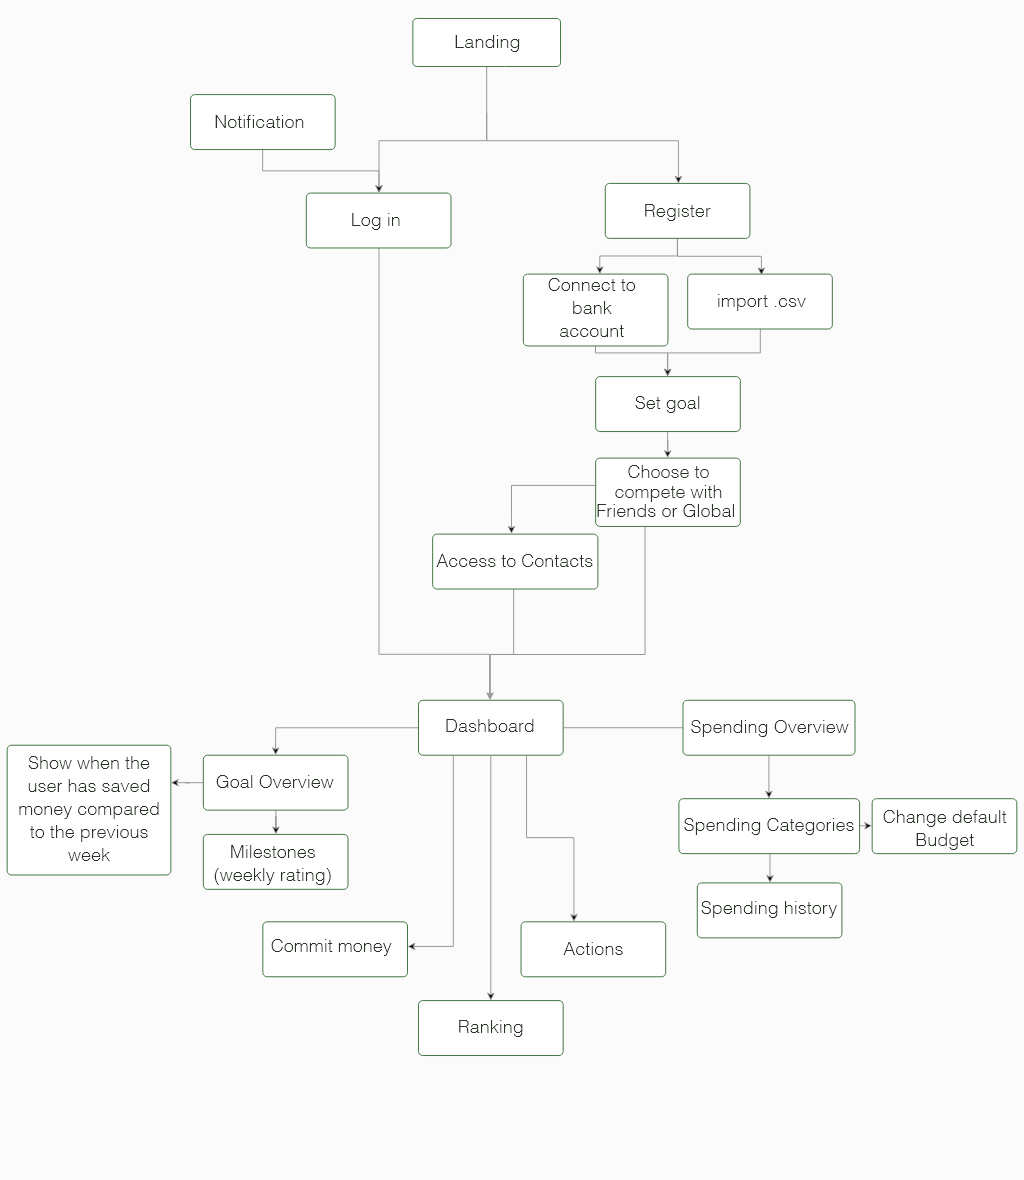 Landing
Notification
Log in
Register
Connect to
bank
account
import .csv
Set goal
Choose to
compete with
Friends or Global
Access to Contacts
Dashboard
Spending Overview
Show when the
user has saved
money compared
to the previous
week
Goal Overview
Milestones
(weekly rating)
Spending Categories
Change default
Budget
Spending history
Commit money
Actions
Ranking